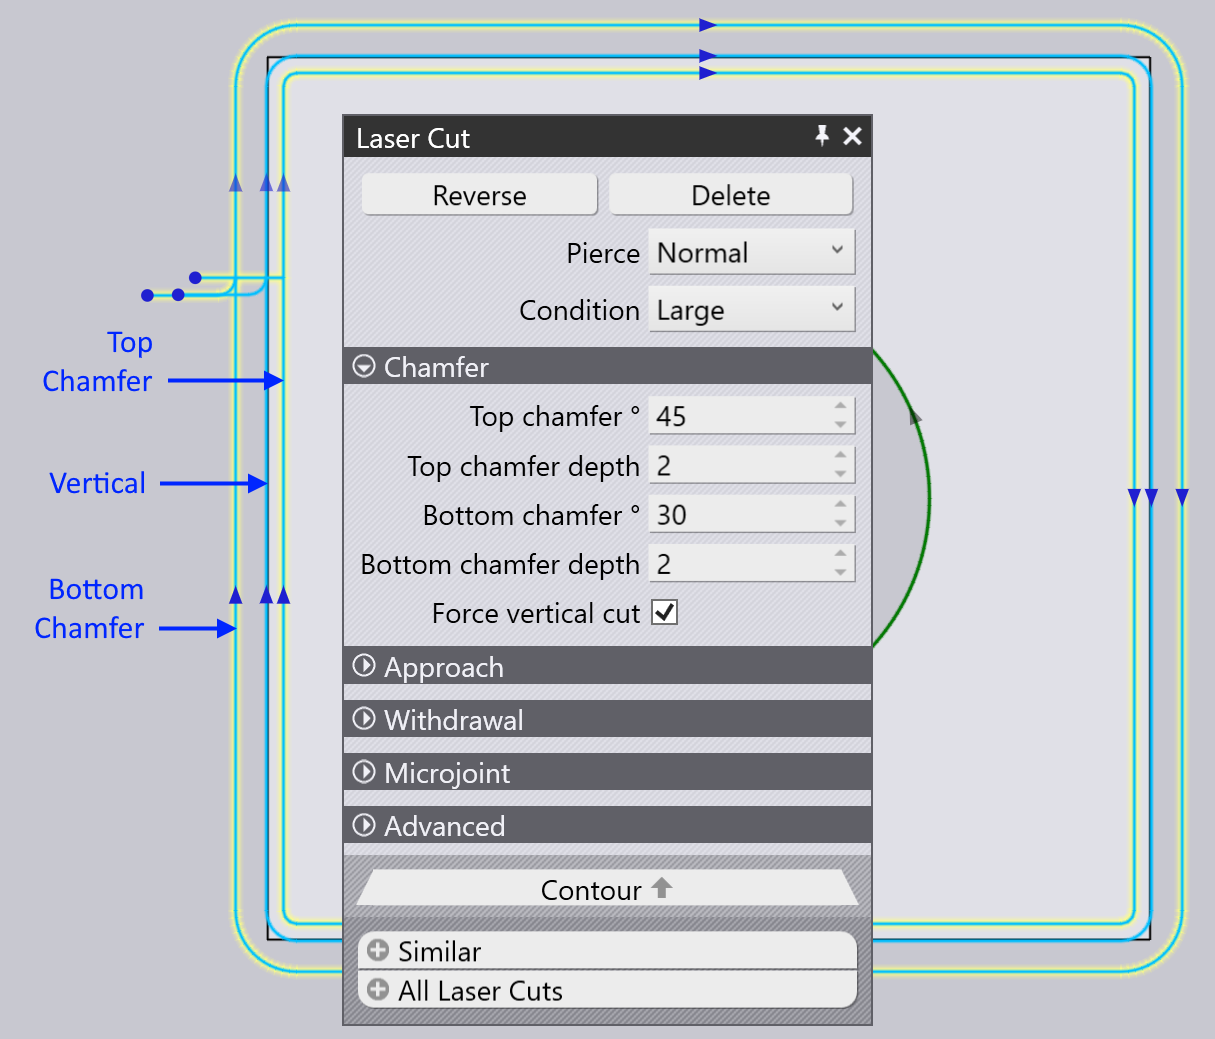 Laser Cut
Reverse
Delete
Pierce
Normal
Condition
Large
Chamfer
Top chamfer °
45
Top chamfer depth
2
Bottom chamfer °
30
Bottom chamfer depth
2
Force vertical cut
Approach
Withdrawal
Microjoint
Advanced
Contour
Similar
All Laser Cuts
Top
Chamfer
Vertical
Bottom
Chamfer